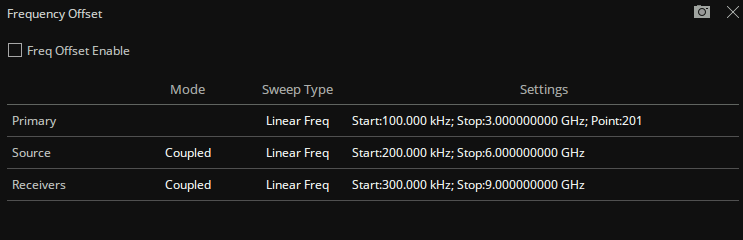 Frequency Offset
Freq Offset Enable
Mode Sweep Type Settings
Primary Linear Freq Start:100.000 kHz; Stop:3.000000000 GHz; Point:201
Source Coupled Linear Freq Start:200.000 kHz; Stop:6.000000000 GHz
Receivers Coupled Linear Freq Start:300.000 kHz; Stop:9.000000000 GHz